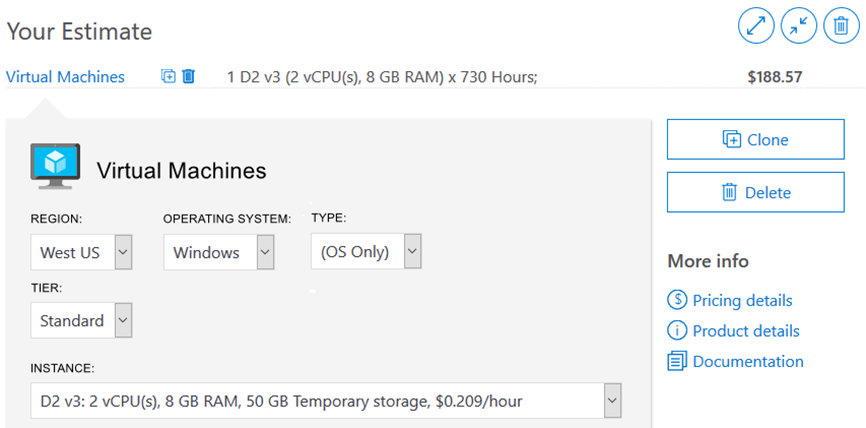 Your Estimate
Virtual Machines 1 D2 v3 (2 vCPU(s), 8 GB RAM) x 730 Hours; $188.57
Virtual Machines
REGION: OPERATING SYSTEM: TYPE:
West US Windows (OS Only)
TIER:
Standard
INSTANCE:
D2 v3: 2 vCPU(s), 8 GB RAM, 50 GB Temporary storage, $0.209/hour
Clone
Delete
More info
Pricing details
Product details
Documentation